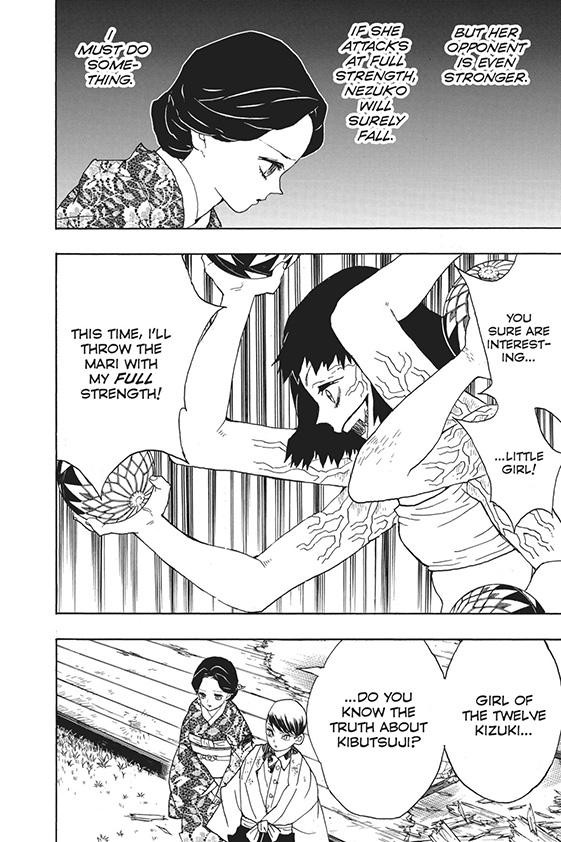 BUT HER
OPPONENT
IS EVEN
STRONGER.
IF SHE
ATTACKS
AT FULL
STRENGTH,
NEZUKO
WILL
SURELY
FALL.
I
MUST DO
SOME-
THING.
YOU
SURE ARE
INTEREST-
ING...
...LITTLE
GIRL!
THIS TIME, I'LL
THROW THE
MARI WITH
MY FULL
STRENGTH!
GIRL OF
THE TWELVE
KIZUKI...
...DO YOU
KNOW THE
TRUTH ABOUT
KIBUTSUJI?